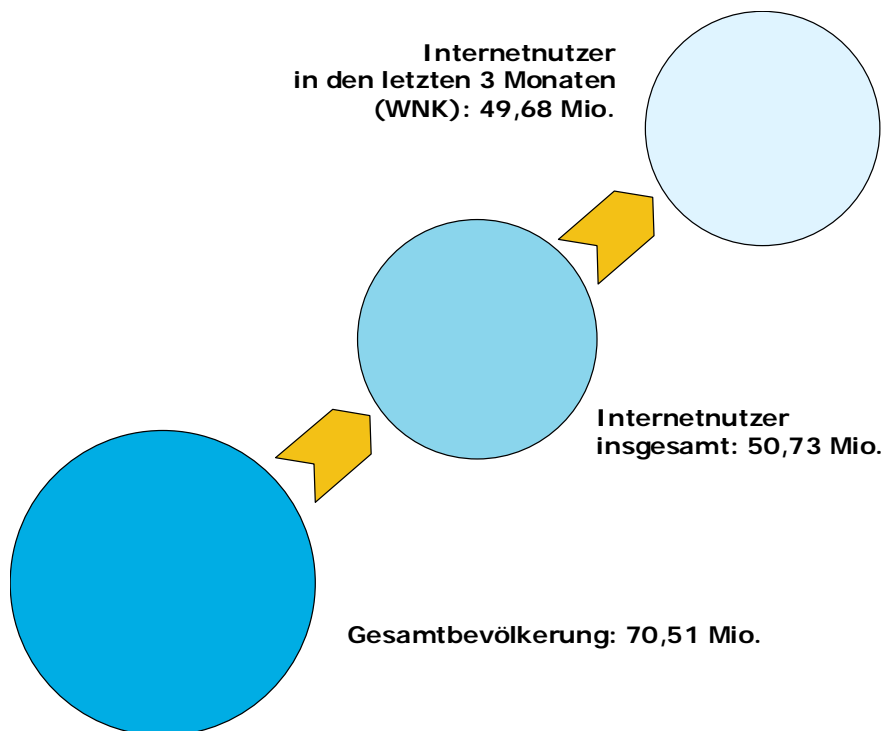 Internetnutzer
in den letzten 3 Monaten
(WNK): 49,68 Mio.
Internetnutzer
insgesamt: 50,73 Mio.
Gesamtbevölkerung: 70,51 Mio.